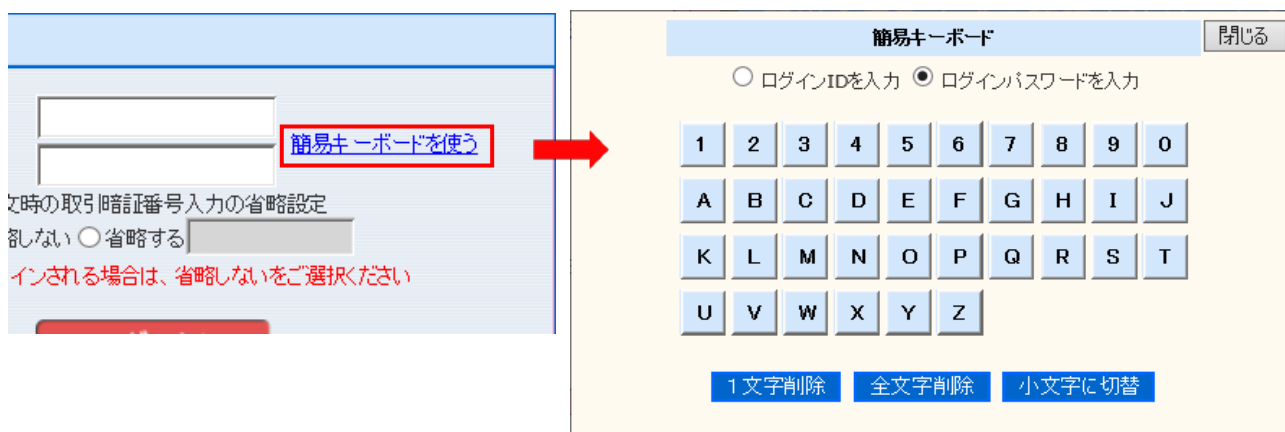 簡易キーボードを使う
文時の取引暗証番号入力の省略設定
略しない 省略する
インされる場合は、省略しないをご選択ください
簡易キーボード
閉じる
ログインIDを入力 ログインパスワードを入力
1 2 3 4 5 6 7 8 9 0
A B C D E F G H I J
K L M N O P Q R S T
U V W X Y Z
1文字削除 全文字削除 小文字に切替